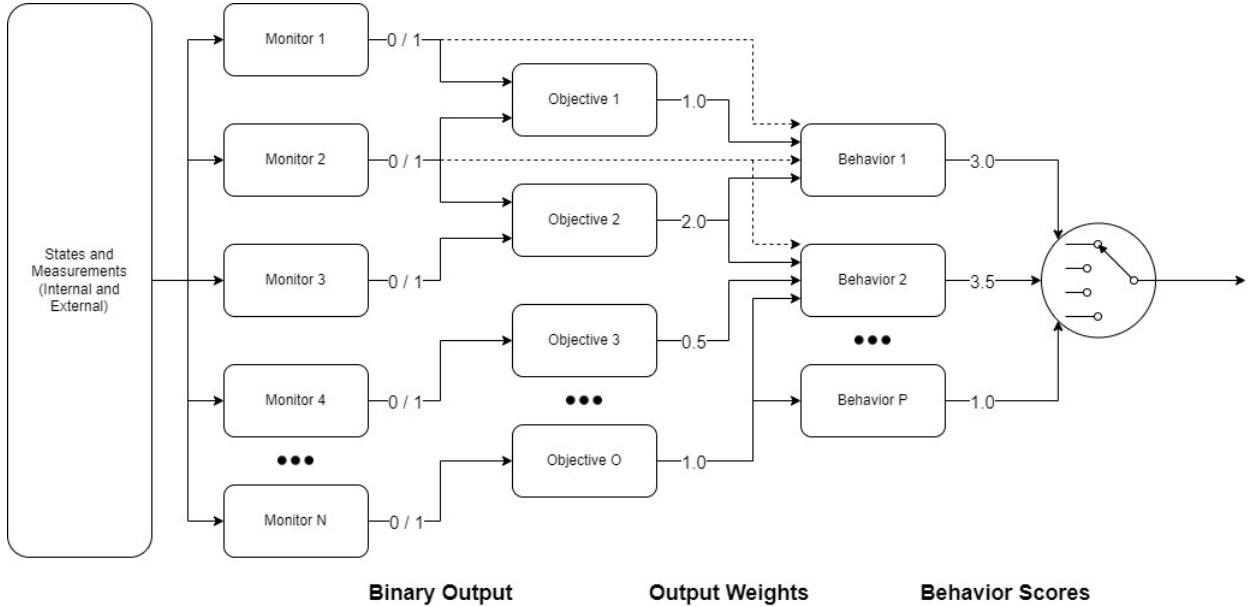 Monitor 1
0 / 1
Objective 1
1.0
Monitor 2
0 / 1
Behavior 1
3.0
Objective 2
2.0
States and
Measurements
(Internal and
External)
Monitor 3
0 / 1
Behavior 2
3.5
Objective 3
0.5
Monitor 4
0 / 1
Behavior P
1.0
Objective O
1.0
Monitor N
0 / 1
Binary Output
Output Weights
Behavior Scores